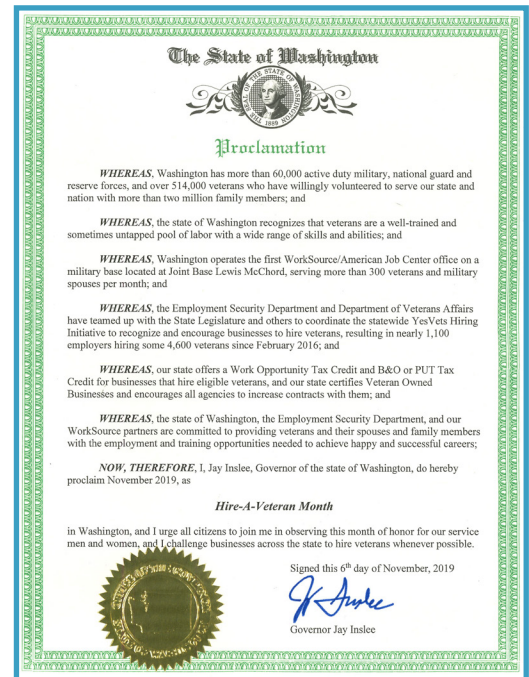 The State of Washington
THE SEAL OF THE STATE OF WASHINGTON
1889
Proclamation
WHEREAS, Washington has more than 60,000 active duty military, national guard and
reserve forces, and over 514,000 veterans who have willingly volunteered to serve our state and
nation with more than two million family members; and
WHEREAS, the state of Washington recognizes that veterans are a well-trained and
sometimes untapped pool of labor with a wide range of skills and abilities; and
WHEREAS, Washington operates the first WorkSource/American Job Center office on a
military base located at Joint Base Lewis McChord, serving more than 300 veterans and military
spouses per month; and
WHEREAS, the Employment Security Department and Department of Veterans Affairs
have teamed up with the State Legislature and others to coordinate the statewide YesVets Hiring
Initiative to recognize and encourage businesses to hire veterans, resulting in nearly 1,100
employers hiring some 4,600 veterans since February 2016; and
WHEREAS, our state offers a Work Opportunity Tax Credit and B&O or PUT Tax
Credit for businesses that hire eligible veterans, and our state certifies Veteran Owned
Businesses and encourages all agencies to increase contracts with them; and
WHEREAS, the state of Washington, the Employment Security Department, and our
WorkSource partners are committed to providing veterans and their spouses and family members
with the employment and training opportunities needed to achieve happy and successful careers;
NOW, THEREFORE, I, Jay Inslee, Governor of the state of Washington, do hereby
proclaim November 2019, as
Hire-A-Veteran Month
in Washington, and I urge all citizens to join me in observing this month of honor for our service
men and women, and I challenge businesses across the state to hire veterans whenever possible.
Signed this 6th day of November, 2019
Jay Inslee
Governor Jay Inslee